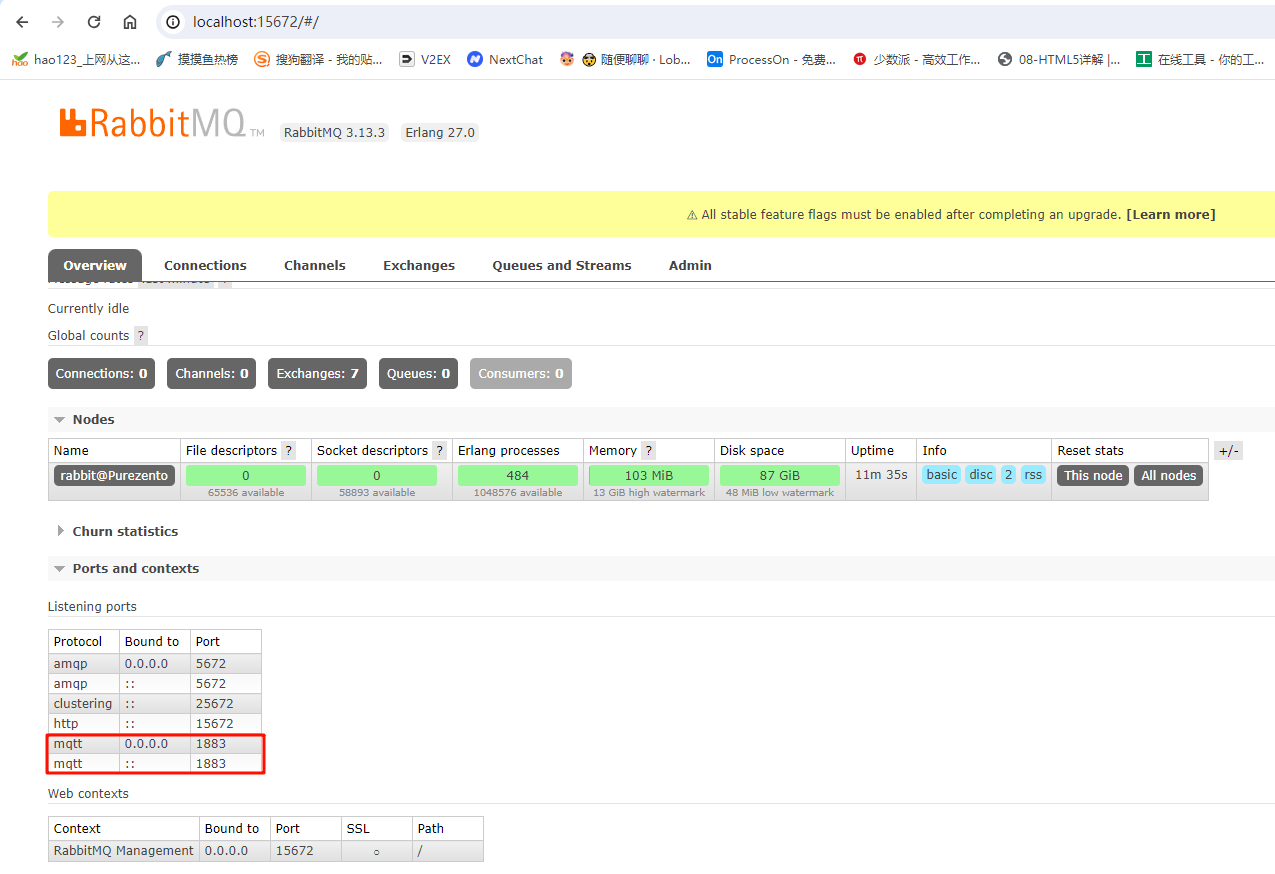 localhost:15672/#/
hao123_上网从这... 摸摸鱼热榜 搜狗翻译 - 我的贴... V2EX NextChat 随便聊聊 · Lob... On ProcessOn - 免费... 少数派 - 高效工作... 08-HTML5详解 |... 在线工具 - 你的工...
RabbitMQ TM RabbitMQ 3.13.3 Erlang 27.0
⚠ All stable feature flags must be enabled after completing an upgrade. [Learn more]
Overview Connections Channels Exchanges Queues and Streams Admin
Currently idle
Global counts ?
Connections: 0 Channels: 0 Exchanges: 7 Queues: 0 Consumers: 0
Nodes
Name File descriptors ? Socket descriptors ? Erlang processes Memory ? Disk space Uptime Info Reset stats +/-
rabbit@Purezento 0 0 484 103 MiB 87 GiB 11m 35s basic disc 2 rss This node All nodes
65536 available 58893 available 1048576 available 13 GiB high watermark 48 MiB low watermark
Churn statistics
Ports and contexts
Listening ports
Protocol Bound to Port
amqp 0.0.0.0 5672
amqp :: 5672
clustering :: 25672
http :: 15672
mqtt 0.0.0.0 1883
mqtt :: 1883
Web contexts
Context Bound to Port SSL Path
RabbitMQ Management 0.0.0.0 15672 ○ /